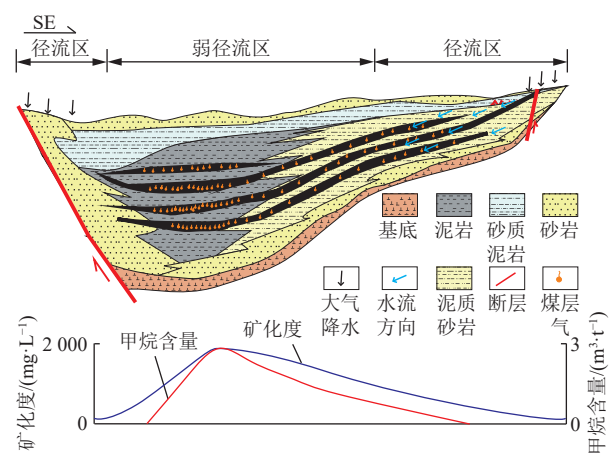 SE
径流区 弱径流区 径流区
基底 泥岩 砂质泥岩 砂岩
大气降水 水流方向 泥质砂岩 断层 煤层气
矿化度/(mg·L⁻¹)
2 000
0
甲烷含量
矿化度
3
0
甲烷含量/(m³·t⁻¹)